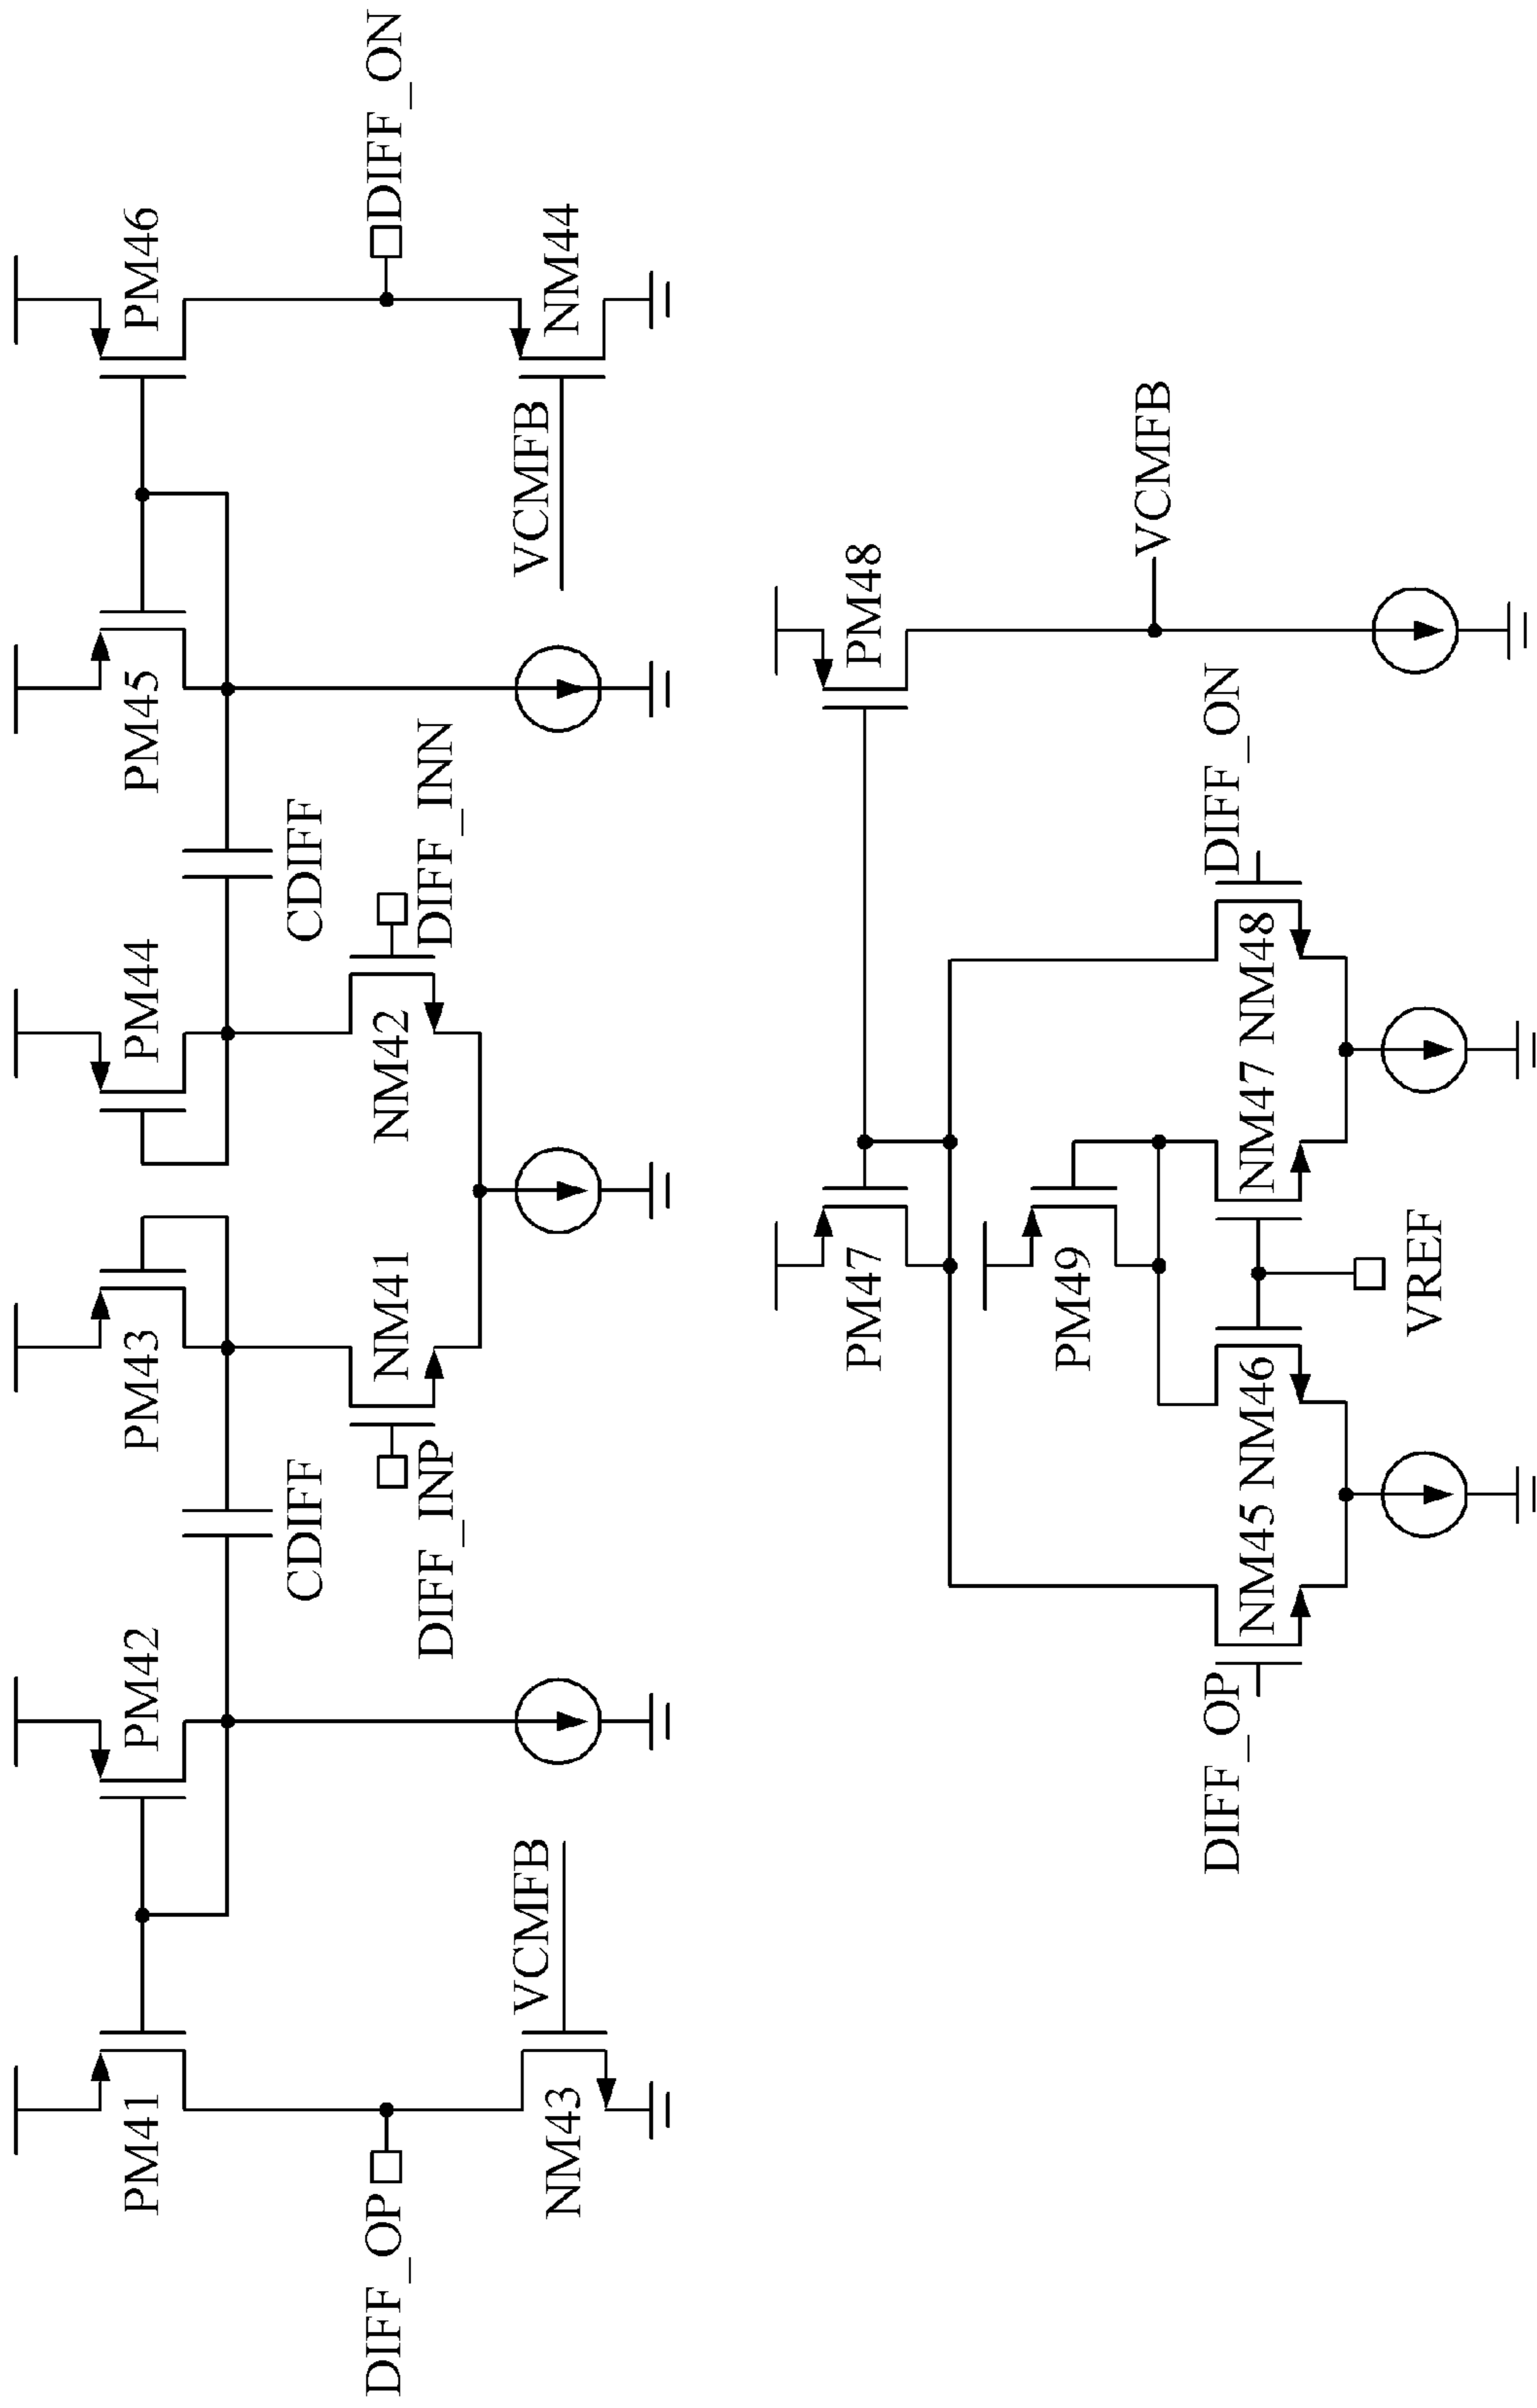 PM41
PM42
PM43
PM44
PM45
PM46
CDIFF
CDIFF
DIFF_OP
DIFF_INP
NM41
NM42
DIFF_INN
DIFF_ON
NM43
VCMFB
VCMFB
NM44
PM47
PM48
PM49
VCMFB
DIFF_OP
NM45 NM46
NM47 NM48
DIFF_ON
VREF